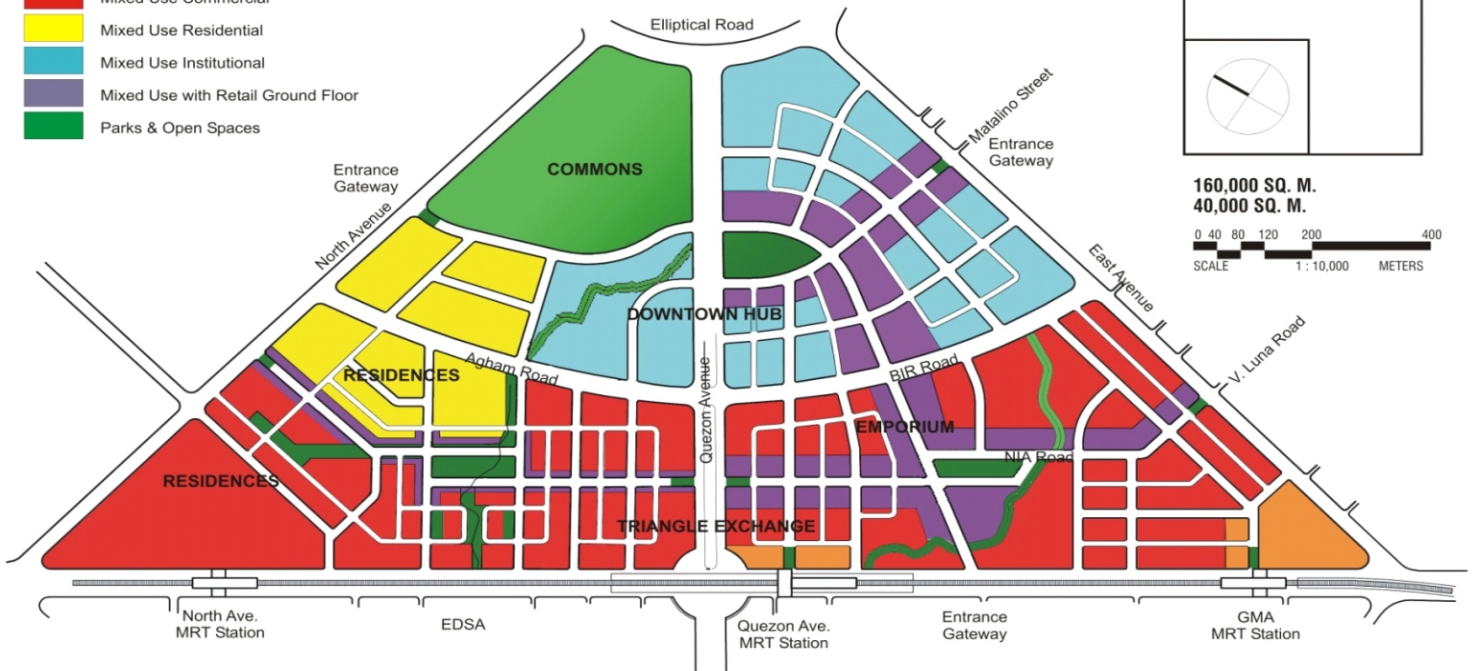 Mixed Use Commercial
Mixed Use Residential
Mixed Use Institutional
Mixed Use with Retail Ground Floor
Parks & Open Spaces
Elliptical Road
Matalino Street
Entrance
Gateway
Entrance
Gateway
North Avenue
COMMONS
160,000 SQ. M.
40,000 SQ. M.
0 40 80 120 200 400
SCALE 1 : 10,000 METERS
East Avenue
V. Luna Road
DOWNTOWN HUB
Agham Road
RESIDENCES
Quezon Avenue
BIR Road
EMPORIUM
NIA Road
RESIDENCES
TRIANGLE EXCHANGE
North Ave.
MRT Station
EDSA
Quezon Ave.
MRT Station
Entrance
Gateway
GMA
MRT Station